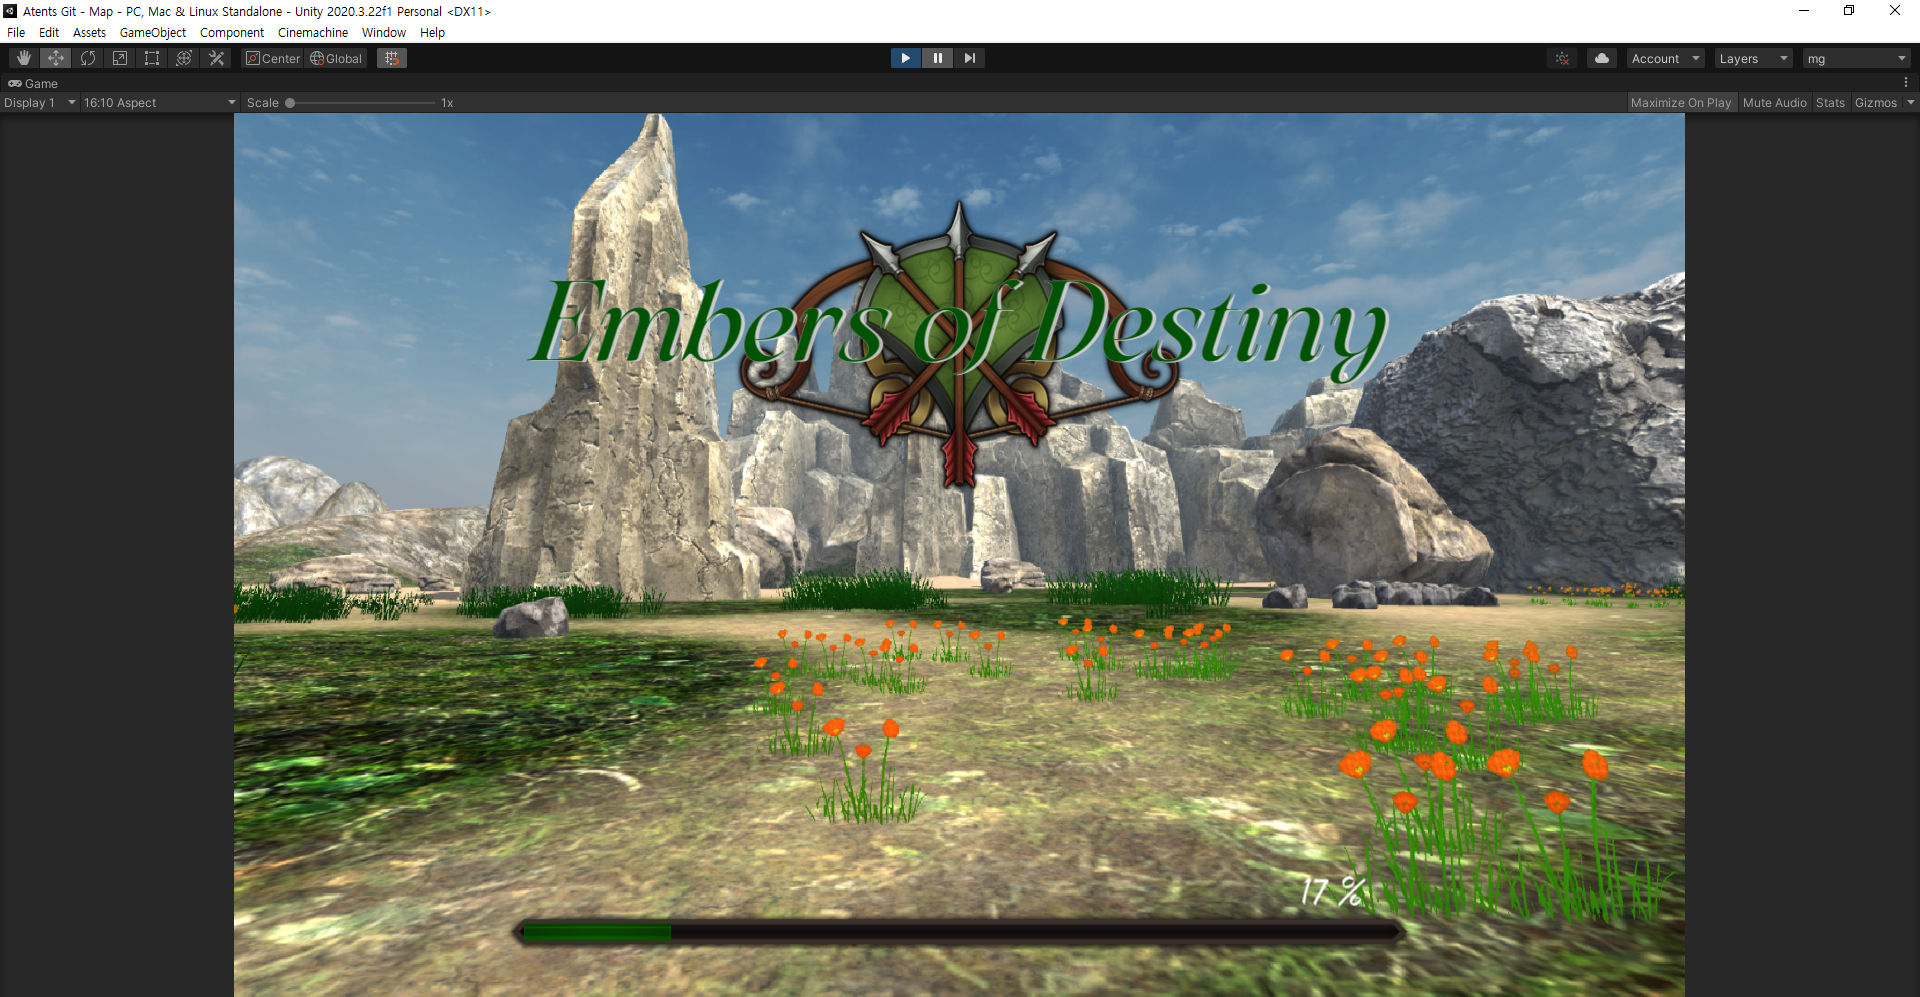 Atents Git - Map - PC, Mac & Linux Standalone - Unity 2020.3.22f1 Personal <DX11>
File Edit Assets GameObject Component Cinemachine Window Help
Center Global Account Layers mg
Game
Display 1 16:10 Aspect Scale 1x Maximize On Play Mute Audio Stats Gizmos
Embers of Destiny
17 %